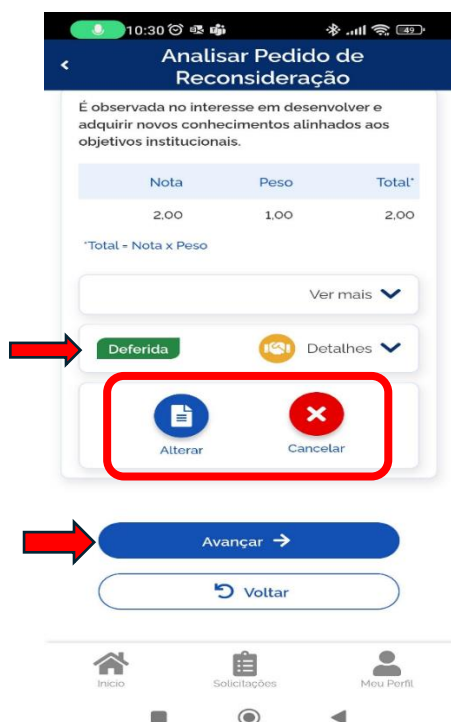 10:30
49
Analisar Pedido de
Reconsideração
É observada no interesse em desenvolver e
adquirir novos conhecimentos alinhados aos
objetivos institucionais.
Nota Peso Total*
2,00 1,00 2,00
*Total = Nota x Peso
Ver mais
Deferida Detalhes
Alterar Cancelar
Avançar
Voltar
Início Solicitações Meu Perfil